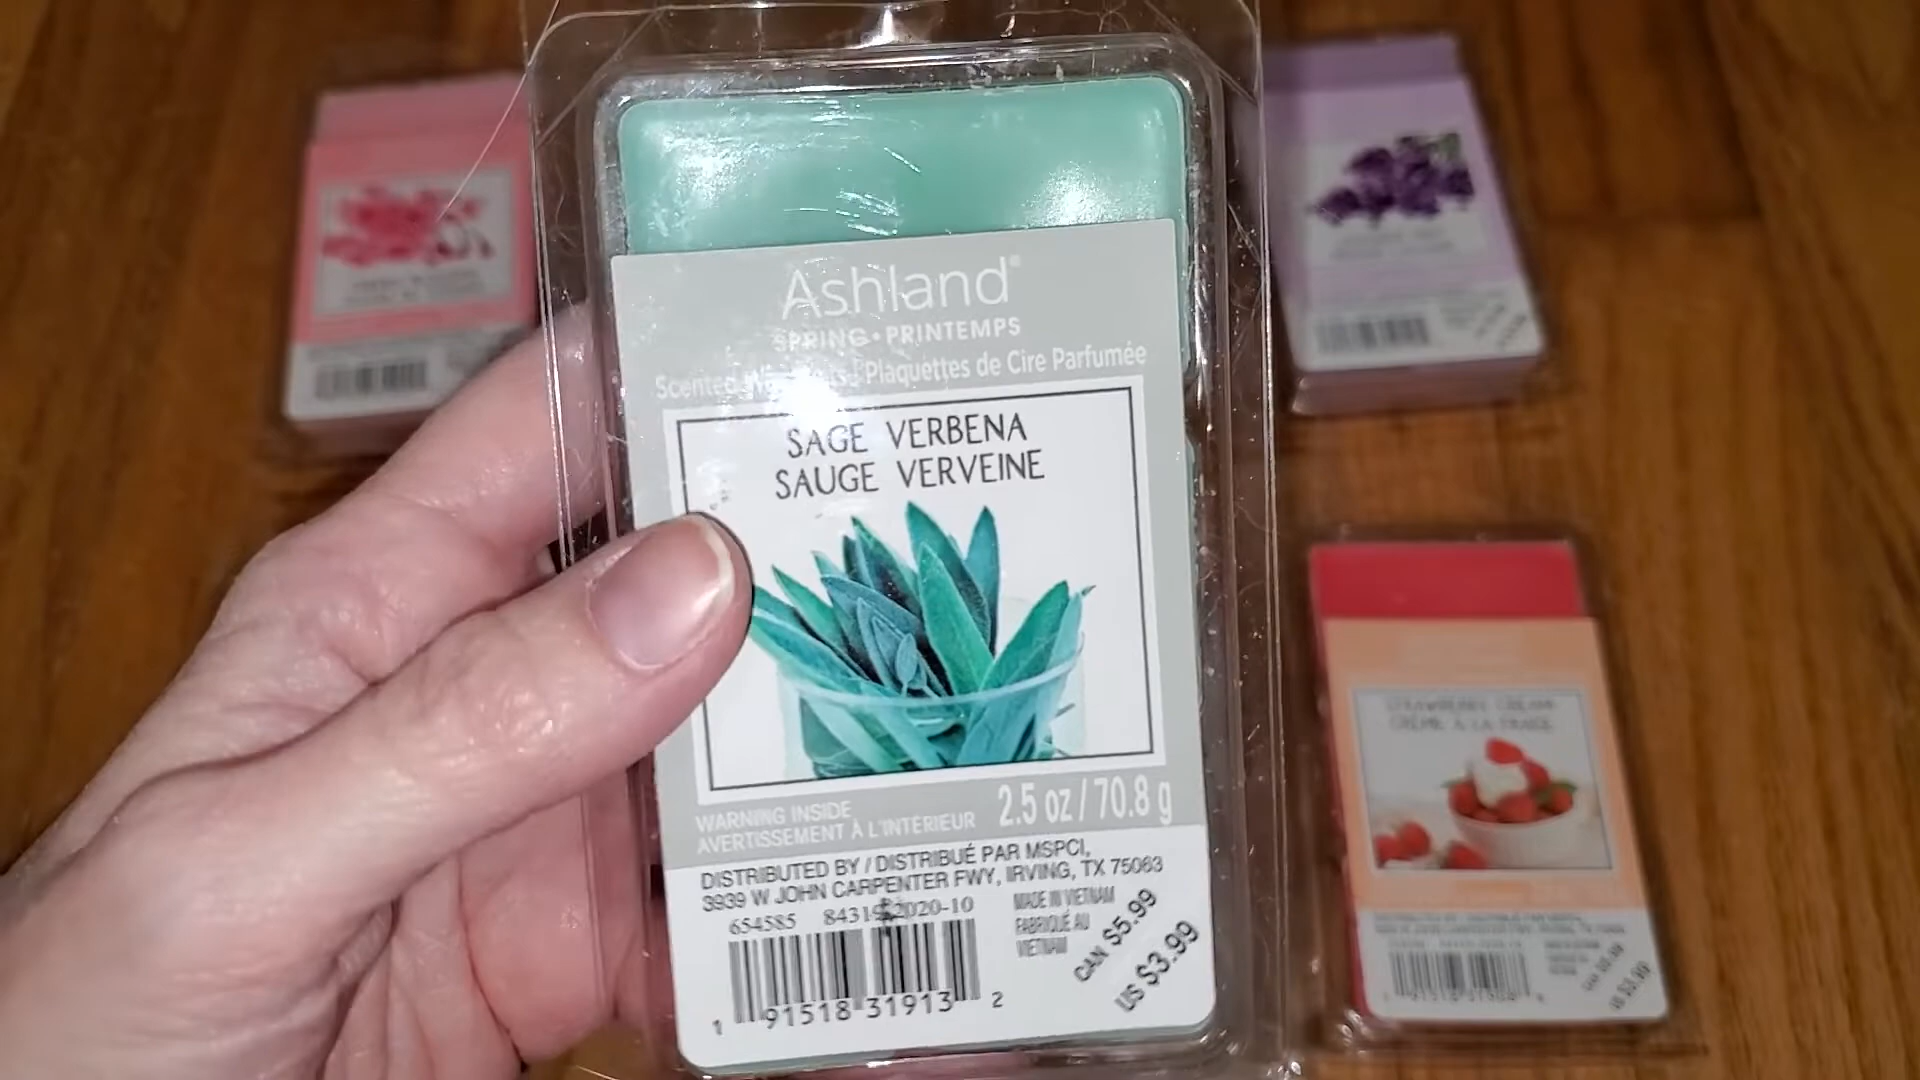 Ashland®
SPRING • PRINTEMPS
Scented Plaquettes de Cire Parfumée
SAGE VERBENA
SAUGE VERVEINE
WARNING INSIDE
AVERTISSEMENT À L'INTERIEUR
2.5 oz / 70.8 g
DISTRIBUTED BY / DISTRIBUÉ PAR MSPCI,
3939 W JOHN CARPENTER FWY, IRVING, TX 75063
654585 2020-10
MADE IN VIETNAM
FABRIQUÉ AU
VIETNAM
CAN $5.99
US $3.99
1 91518 31913 2
STRAWBERRY CREAM
CRÈME À LA FRAISE